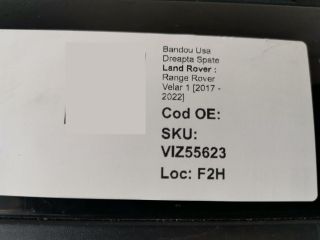 Bandou Usa
Dreapta Spate
Land Rover :
Range Rover
Velar 1 [2017 -
2022]
Cod OE:
SKU:
VIZ55623
Loc: F2H